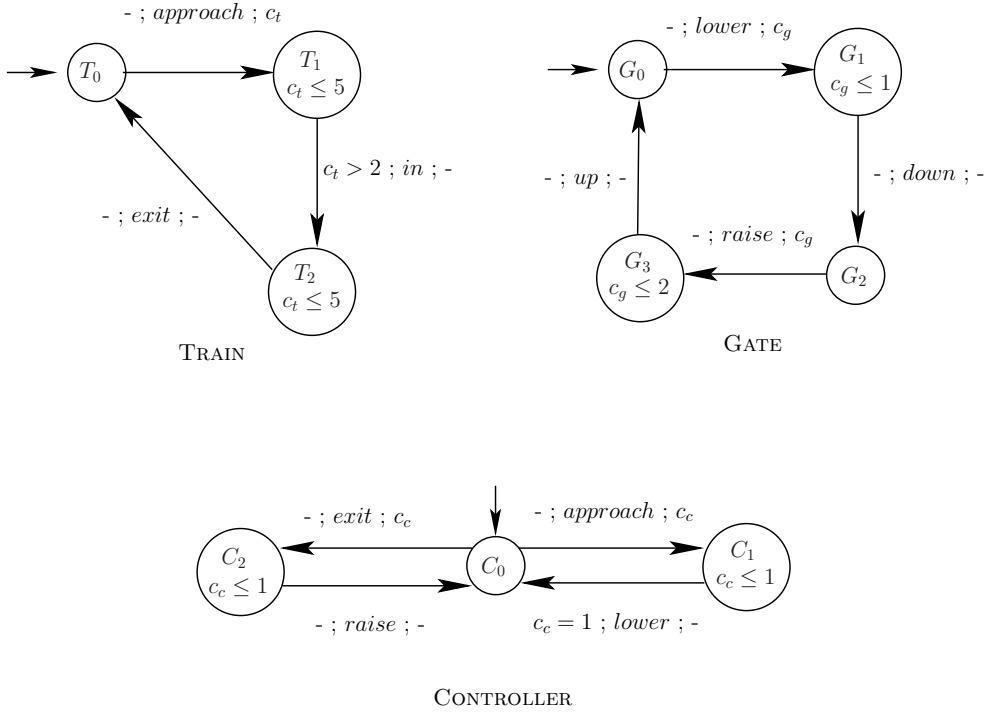 - ; approach ; c_t
T_0
T_1
c_t ≤ 5
c_t > 2 ; in ; -
- ; exit ; -
T_2
c_t ≤ 5
TRAIN
- ; lower ; c_g
G_0
G_1
c_g ≤ 1
- ; up ; -
- ; down ; -
- ; raise ; c_g
G_3
c_g ≤ 2
G_2
GATE
- ; exit ; c_c
- ; approach ; c_c
C_2
c_c ≤ 1
C_0
C_1
c_c ≤ 1
- ; raise ; -
c_c = 1 ; lower ; -
CONTROLLER